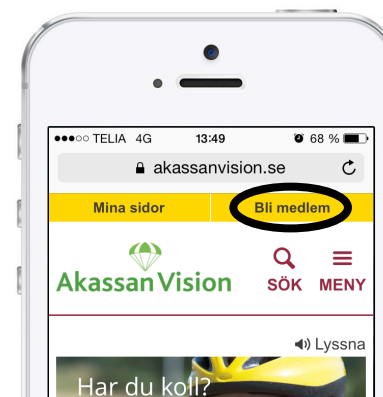 TELIA 4G 13:49 68 %
akassanvision.se
Mina sidor Bli medlem
Akassan Vision SÖK MENY
Lyssna
Har du koll?